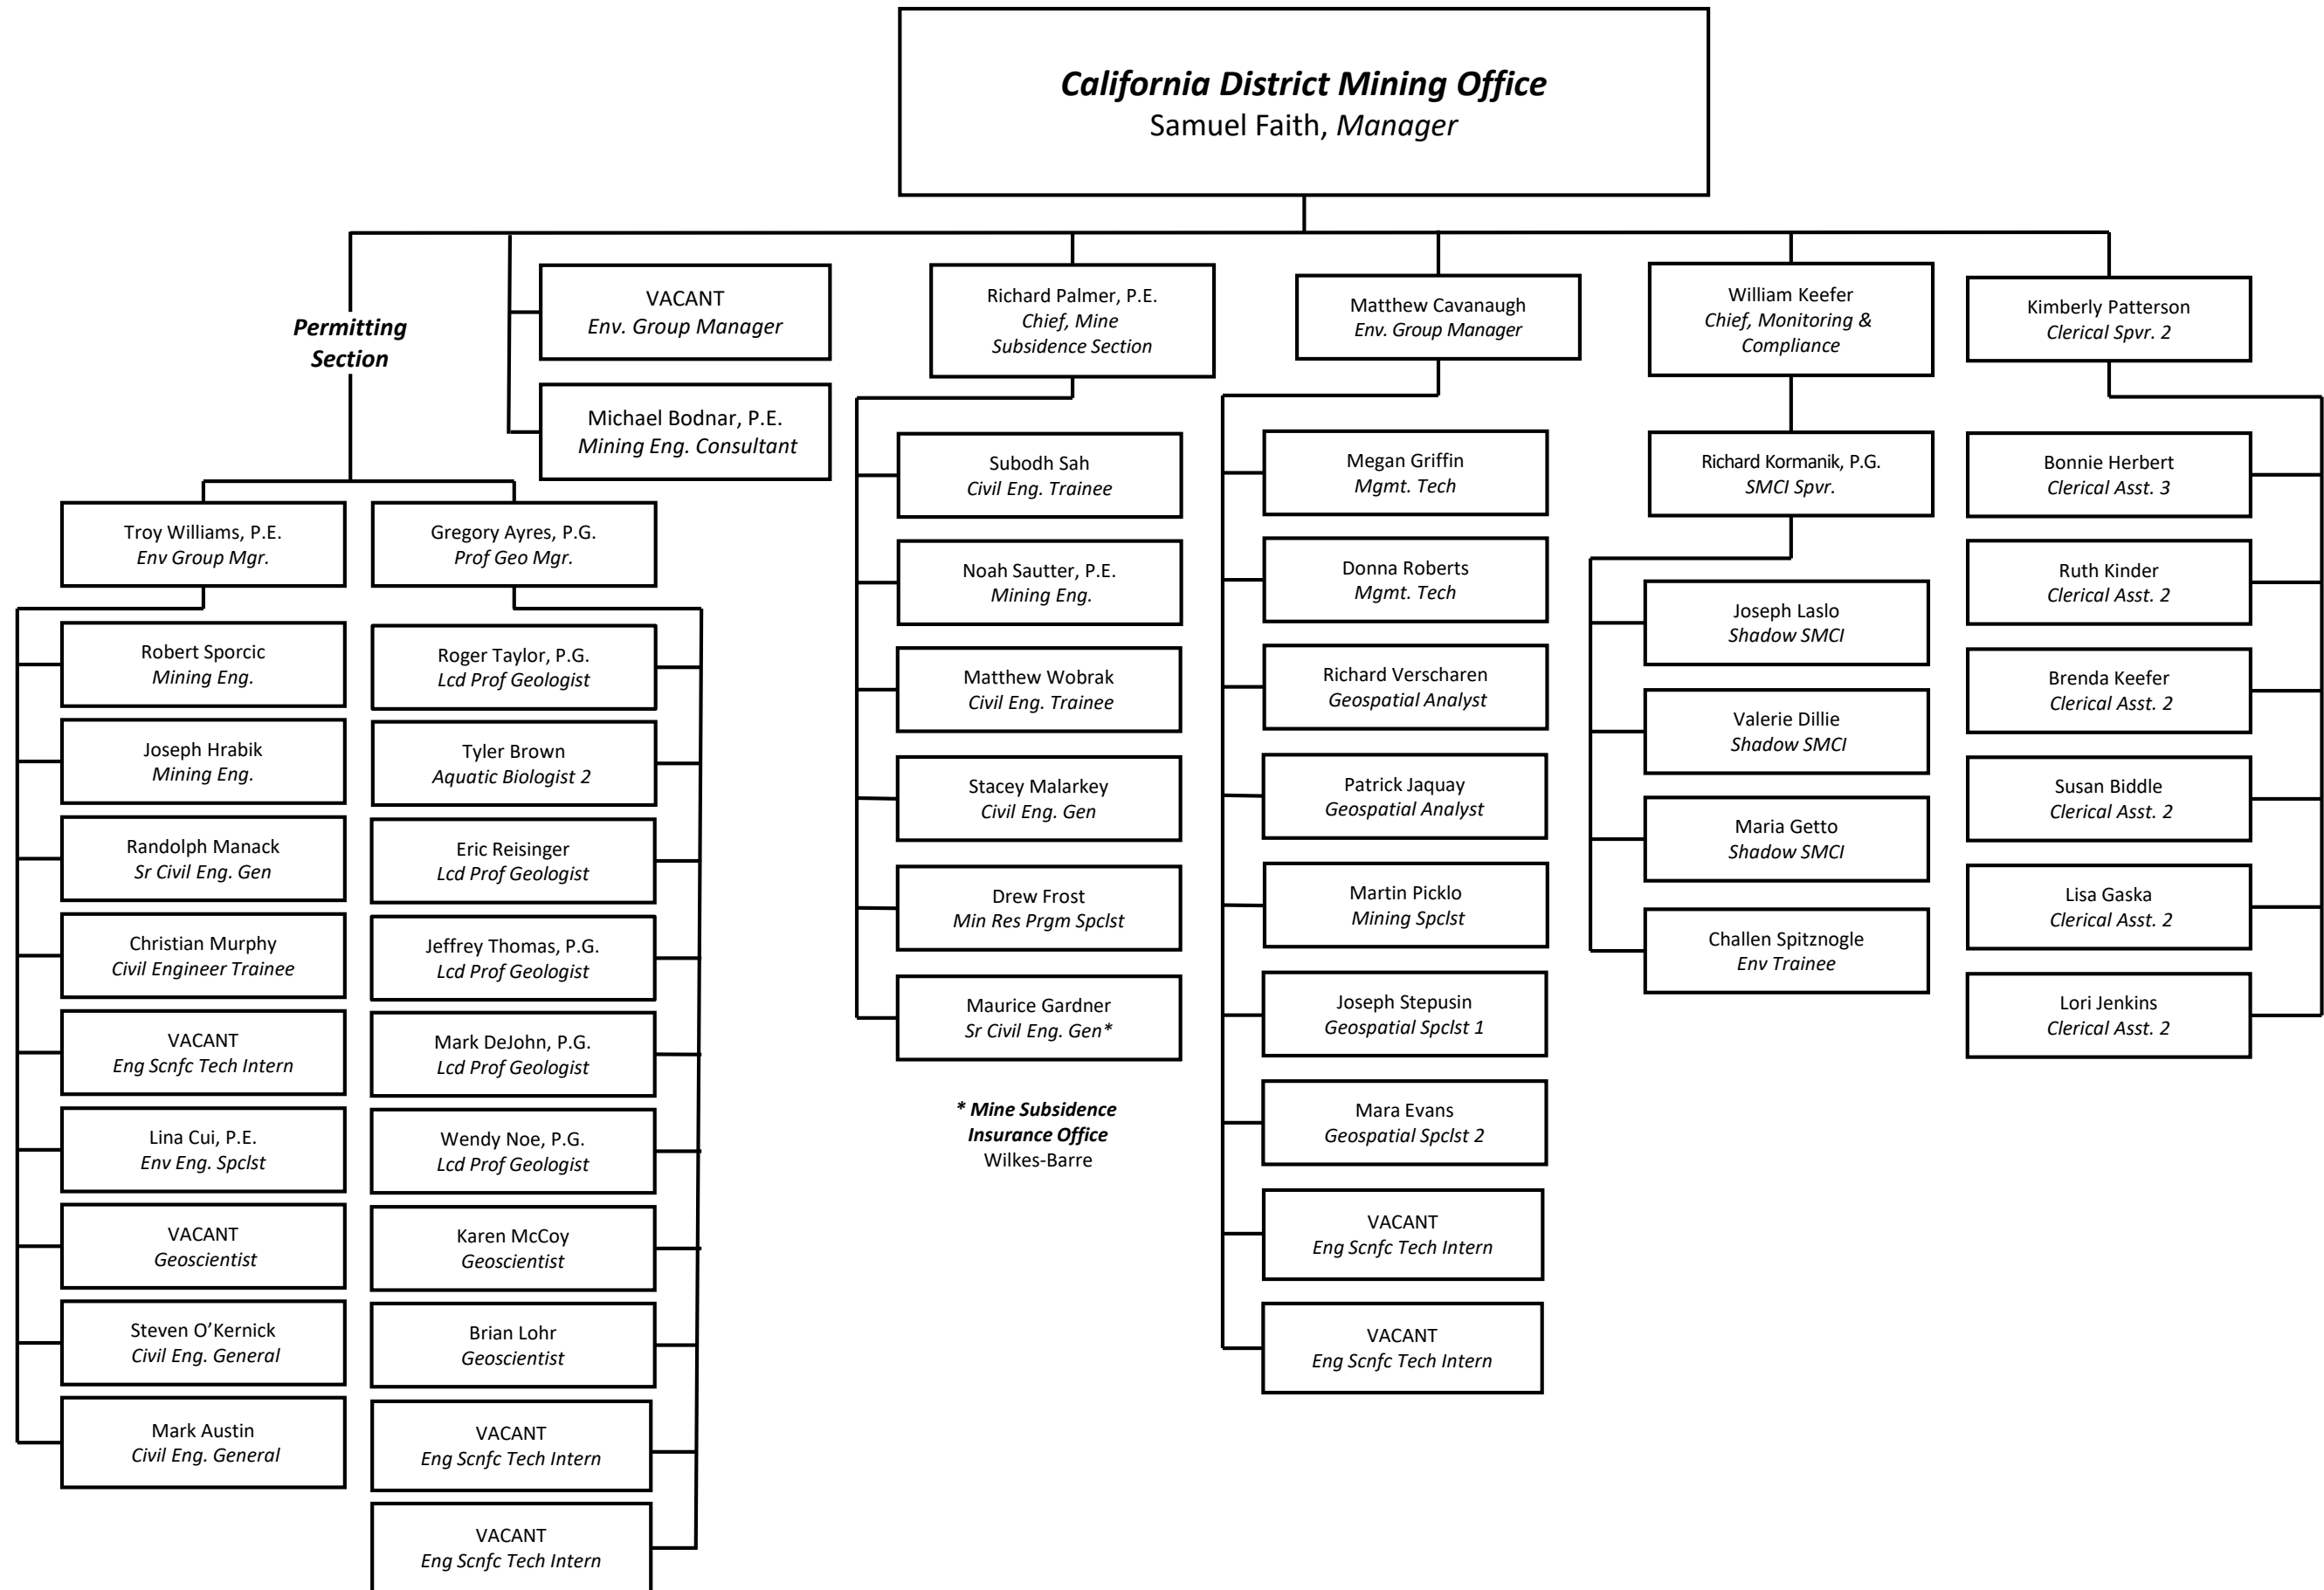 California District Mining Office
Samuel Faith, Manager
Permitting
Section
VACANT
Env. Group Manager
Michael Bodnar, P.E.
Mining Eng. Consultant
Richard Palmer, P.E.
Chief, Mine
Subsidence Section
Matthew Cavanaugh
Env. Group Manager
William Keefer
Chief, Monitoring &
Compliance
Kimberly Patterson
Clerical Spvr. 2
Troy Williams, P.E.
Env Group Mgr.
Robert Sporcic
Mining Eng.
Joseph Hrabik
Mining Eng.
Randolph Manack
Sr Civil Eng. Gen
Christian Murphy
Civil Engineer Trainee
VACANT
Eng Scnfc Tech Intern
Lina Cui, P.E.
Env Eng. Spclst
VACANT
Geoscientist
Steven O’Kernick
Civil Eng. General
Mark Austin
Civil Eng. General
Gregory Ayres, P.G.
Prof Geo Mgr.
Roger Taylor, P.G.
Lcd Prof Geologist
Tyler Brown
Aquatic Biologist 2
Eric Reisinger
Lcd Prof Geologist
Jeffrey Thomas, P.G.
Lcd Prof Geologist
Mark DeJohn, P.G.
Lcd Prof Geologist
Wendy Noe, P.G.
Lcd Prof Geologist
Karen McCoy
Geoscientist
Brian Lohr
Geoscientist
VACANT
Eng Scnfc Tech Intern
VACANT
Eng Scnfc Tech Intern
Subodh Sah
Civil Eng. Trainee
Noah Sautter, P.E.
Mining Eng.
Matthew Wobrak
Civil Eng. Trainee
Stacey Malarkey
Civil Eng. Gen
Drew Frost
Min Res Prgm Spclst
Maurice Gardner
Sr Civil Eng. Gen*
* Mine Subsidence
Insurance Office
Wilkes-Barre
Megan Griffin
Mgmt. Tech
Donna Roberts
Mgmt. Tech
Richard Verscharen
Geospatial Analyst
Patrick Jaquay
Geospatial Analyst
Martin Picklo
Mining Spclst
Joseph Stepusin
Geospatial Spclst 1
Mara Evans
Geospatial Spclst 2
VACANT
Eng Scnfc Tech Intern
VACANT
Eng Scnfc Tech Intern
Richard Kormanik, P.G.
SMCI Spvr.
Joseph Laslo
Shadow SMCI
Valerie Dillie
Shadow SMCI
Maria Getto
Shadow SMCI
Challen Spitznogle
Env Trainee
Bonnie Herbert
Clerical Asst. 3
Ruth Kinder
Clerical Asst. 2
Brenda Keefer
Clerical Asst. 2
Susan Biddle
Clerical Asst. 2
Lisa Gaska
Clerical Asst. 2
Lori Jenkins
Clerical Asst. 2